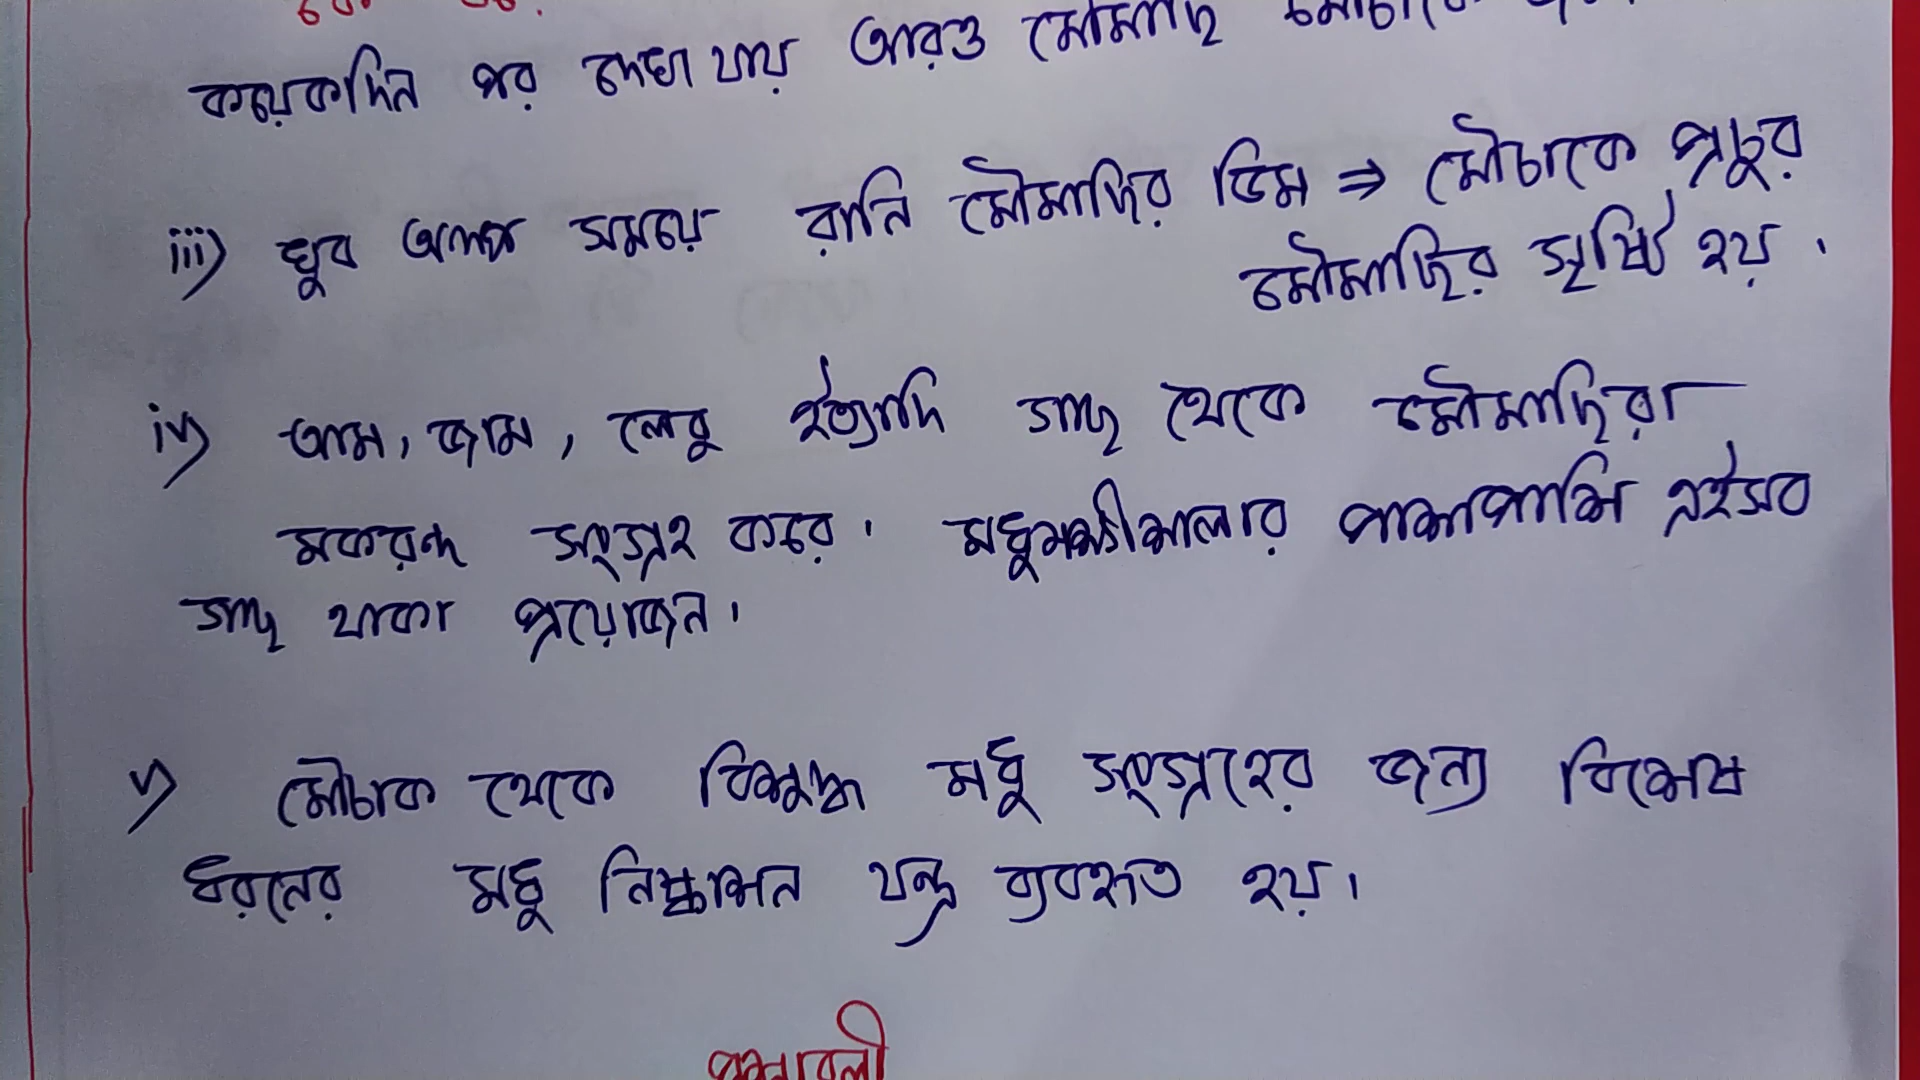 কয়েকদিন পর দেখা যায় আরও মৌমাছি মৌচাকে
iii) খুব অল্প সময়ে রানি মৌমাছির ডিম ⇒ মৌচাকে প্রচুর
মৌমাছির সৃষ্টি হয়।
iv) আম, জাম, লেবু ইত্যাদি গাছ থেকে মৌমাছিরা
মকরন্দ সংগ্রহ করে। মধুমক্ষীশালার পাশাপাশি এইসব
গাছ থাকা প্রয়োজন।
v) মৌচাক থেকে বিশুদ্ধ মধু সংগ্রহের জন্য বিশেষ
ধরনের মধু নিষ্কাশন যন্ত্র ব্যবহৃত হয়।
প্রশ্নাবলী